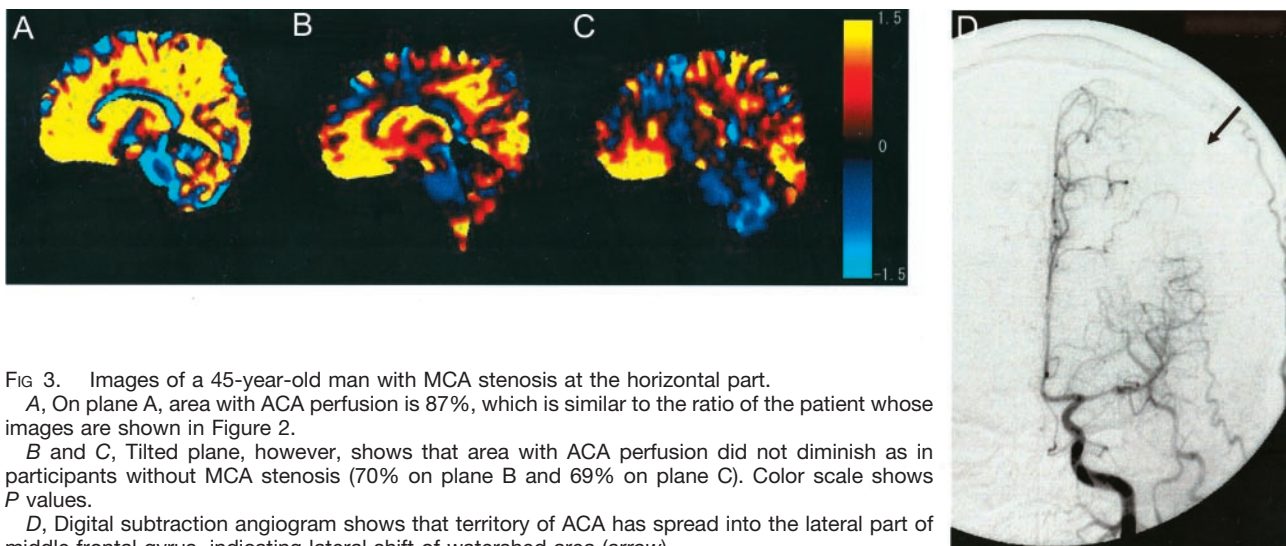 A
B
C
1.5
0
-1.5
D
FIG 3. Images of a 45-year-old man with MCA stenosis at the horizontal part.
A, On plane A, area with ACA perfusion is 87%, which is similar to the ratio of the patient whose
images are shown in Figure 2.
B and C, Tilted plane, however, shows that area with ACA perfusion did not diminish as in
participants without MCA stenosis (70% on plane B and 69% on plane C). Color scale shows
P values.
D, Digital subtraction angiogram shows that territory of ACA has spread into the lateral part of
middle frontal gyrus, indicating lateral shift of watershed area (arrow).